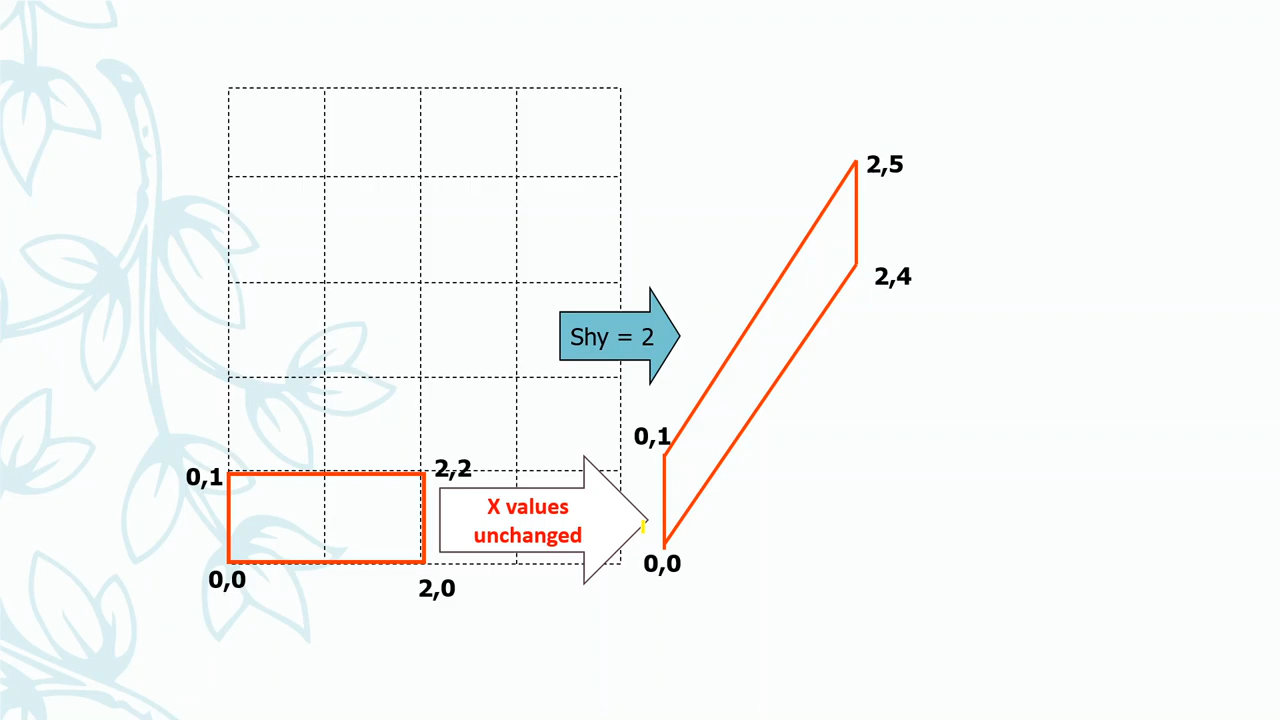 2,5
2,4
Shy = 2
0,1
0,1
2,2
X values
unchanged
0,0
2,0
0,0